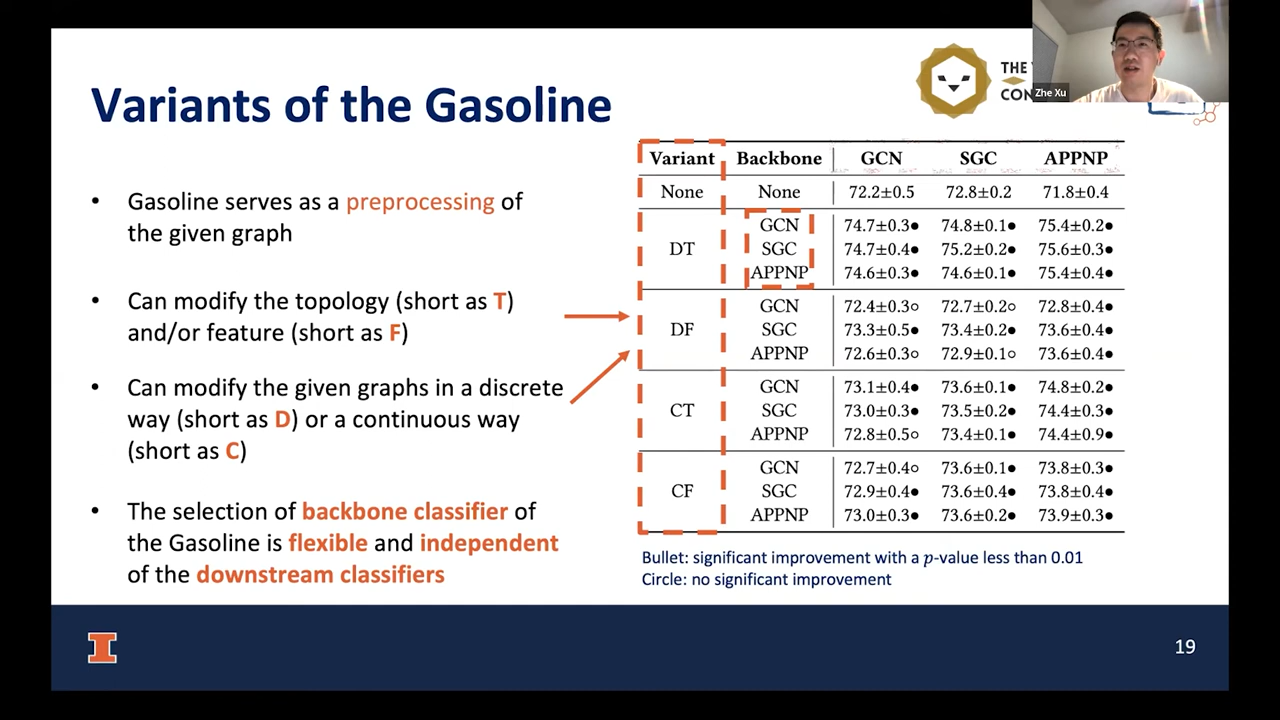 Variants of the Gasoline
THE
CON
Zhe Xu
• Gasoline serves as a preprocessing of
the given graph
• Can modify the topology (short as T)
and/or feature (short as F)
• Can modify the given graphs in a discrete
way (short as D) or a continuous way
(short as C)
• The selection of backbone classifier of
the Gasoline is flexible and independent
of the downstream classifiers
Variant Backbone GCN SGC APPNP
None None 72.2±0.5 72.8±0.2 71.8±0.4
DT
GCN 74.7±0.3● 74.8±0.1● 75.4±0.2●
SGC 74.7±0.4● 75.2±0.2● 75.6±0.3●
APPNP 74.6±0.3● 74.6±0.1● 75.4±0.4●
DF
GCN 72.4±0.3○ 72.7±0.2○ 72.8±0.4●
SGC 73.3±0.5● 73.4±0.2● 73.6±0.4●
APPNP 72.6±0.3○ 72.9±0.1○ 73.6±0.4●
CT
GCN 73.1±0.4● 73.6±0.1● 74.8±0.2●
SGC 73.0±0.3● 73.5±0.2● 74.4±0.3●
APPNP 72.8±0.5○ 73.4±0.1● 74.4±0.9●
CF
GCN 72.7±0.4○ 73.6±0.1● 73.8±0.3●
SGC 72.9±0.4● 73.6±0.4● 73.8±0.4●
APPNP 73.0±0.3● 73.6±0.2● 73.9±0.3●
Bullet: significant improvement with a p-value less than 0.01
Circle: no significant improvement
I
19